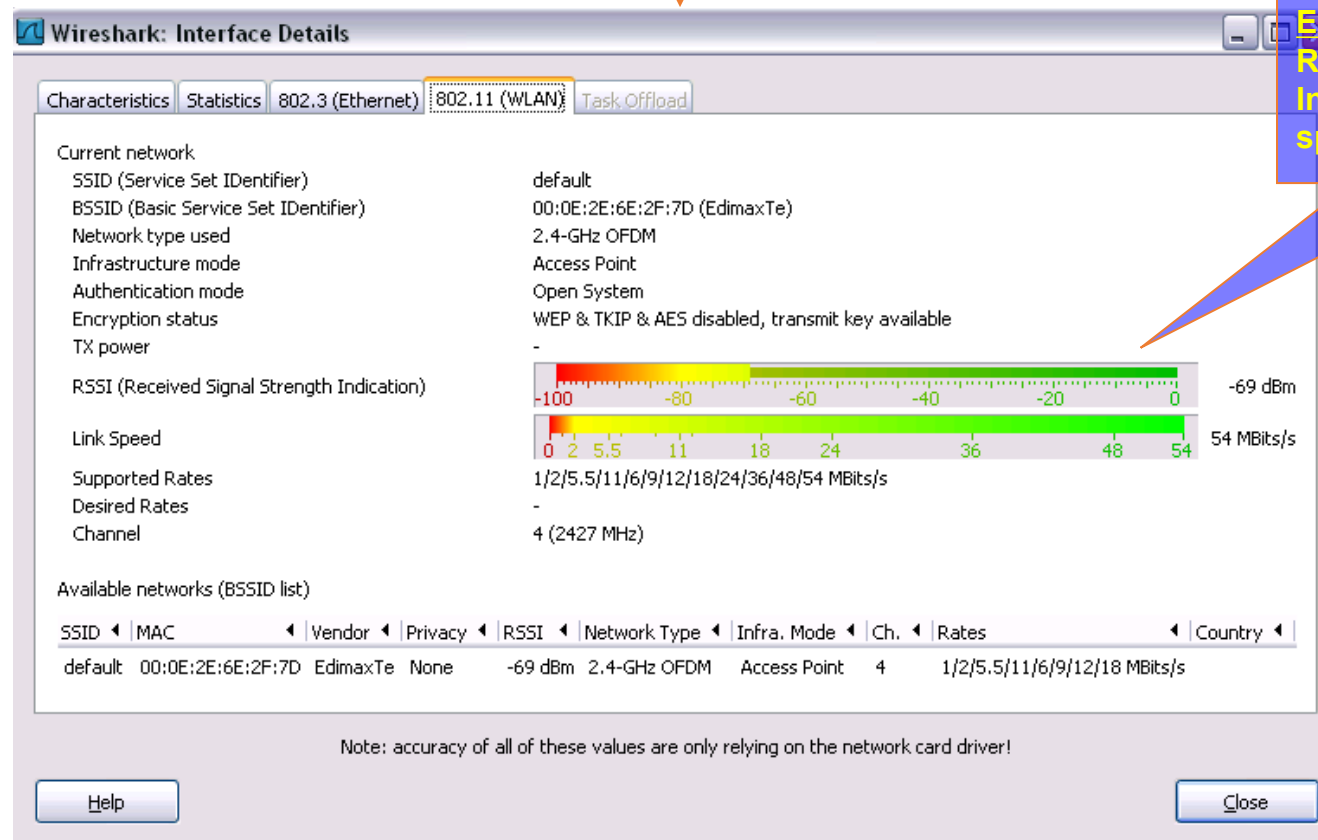 Wireshark: Interface Details
Characteristics Statistics 802.3 (Ethernet) 802.11 (WLAN) Task Offload
Current network
SSID (Service Set IDentifier) default
BSSID (Basic Service Set IDentifier) 00:0E:2E:6E:2F:7D (EdimaxTe)
Network type used 2.4-GHz OFDM
Infrastructure mode Access Point
Authentication mode Open System
Encryption status WEP & TKIP & AES disabled, transmit key available
TX power -
RSSI (Received Signal Strength Indication) -100 -80 -60 -40 -20 0 -69 dBm
Link Speed 0 2 5.5 11 18 24 36 48 54 54 MBits/s
Supported Rates 1/2/5.5/11/6/9/12/18/24/36/48/54 MBits/s
Desired Rates -
Channel 4 (2427 MHz)
Available networks (BSSID list)
SSID MAC Vendor Privacy RSSI Network Type Infra. Mode Ch. Rates Country
default 00:0E:2E:6E:2F:7D EdimaxTe None -69 dBm 2.4-GHz OFDM Access Point 4 1/2/5.5/11/6/9/12/18 MBits/s
Note: accuracy of all of these values are only relying on the network card driver!
Help Close